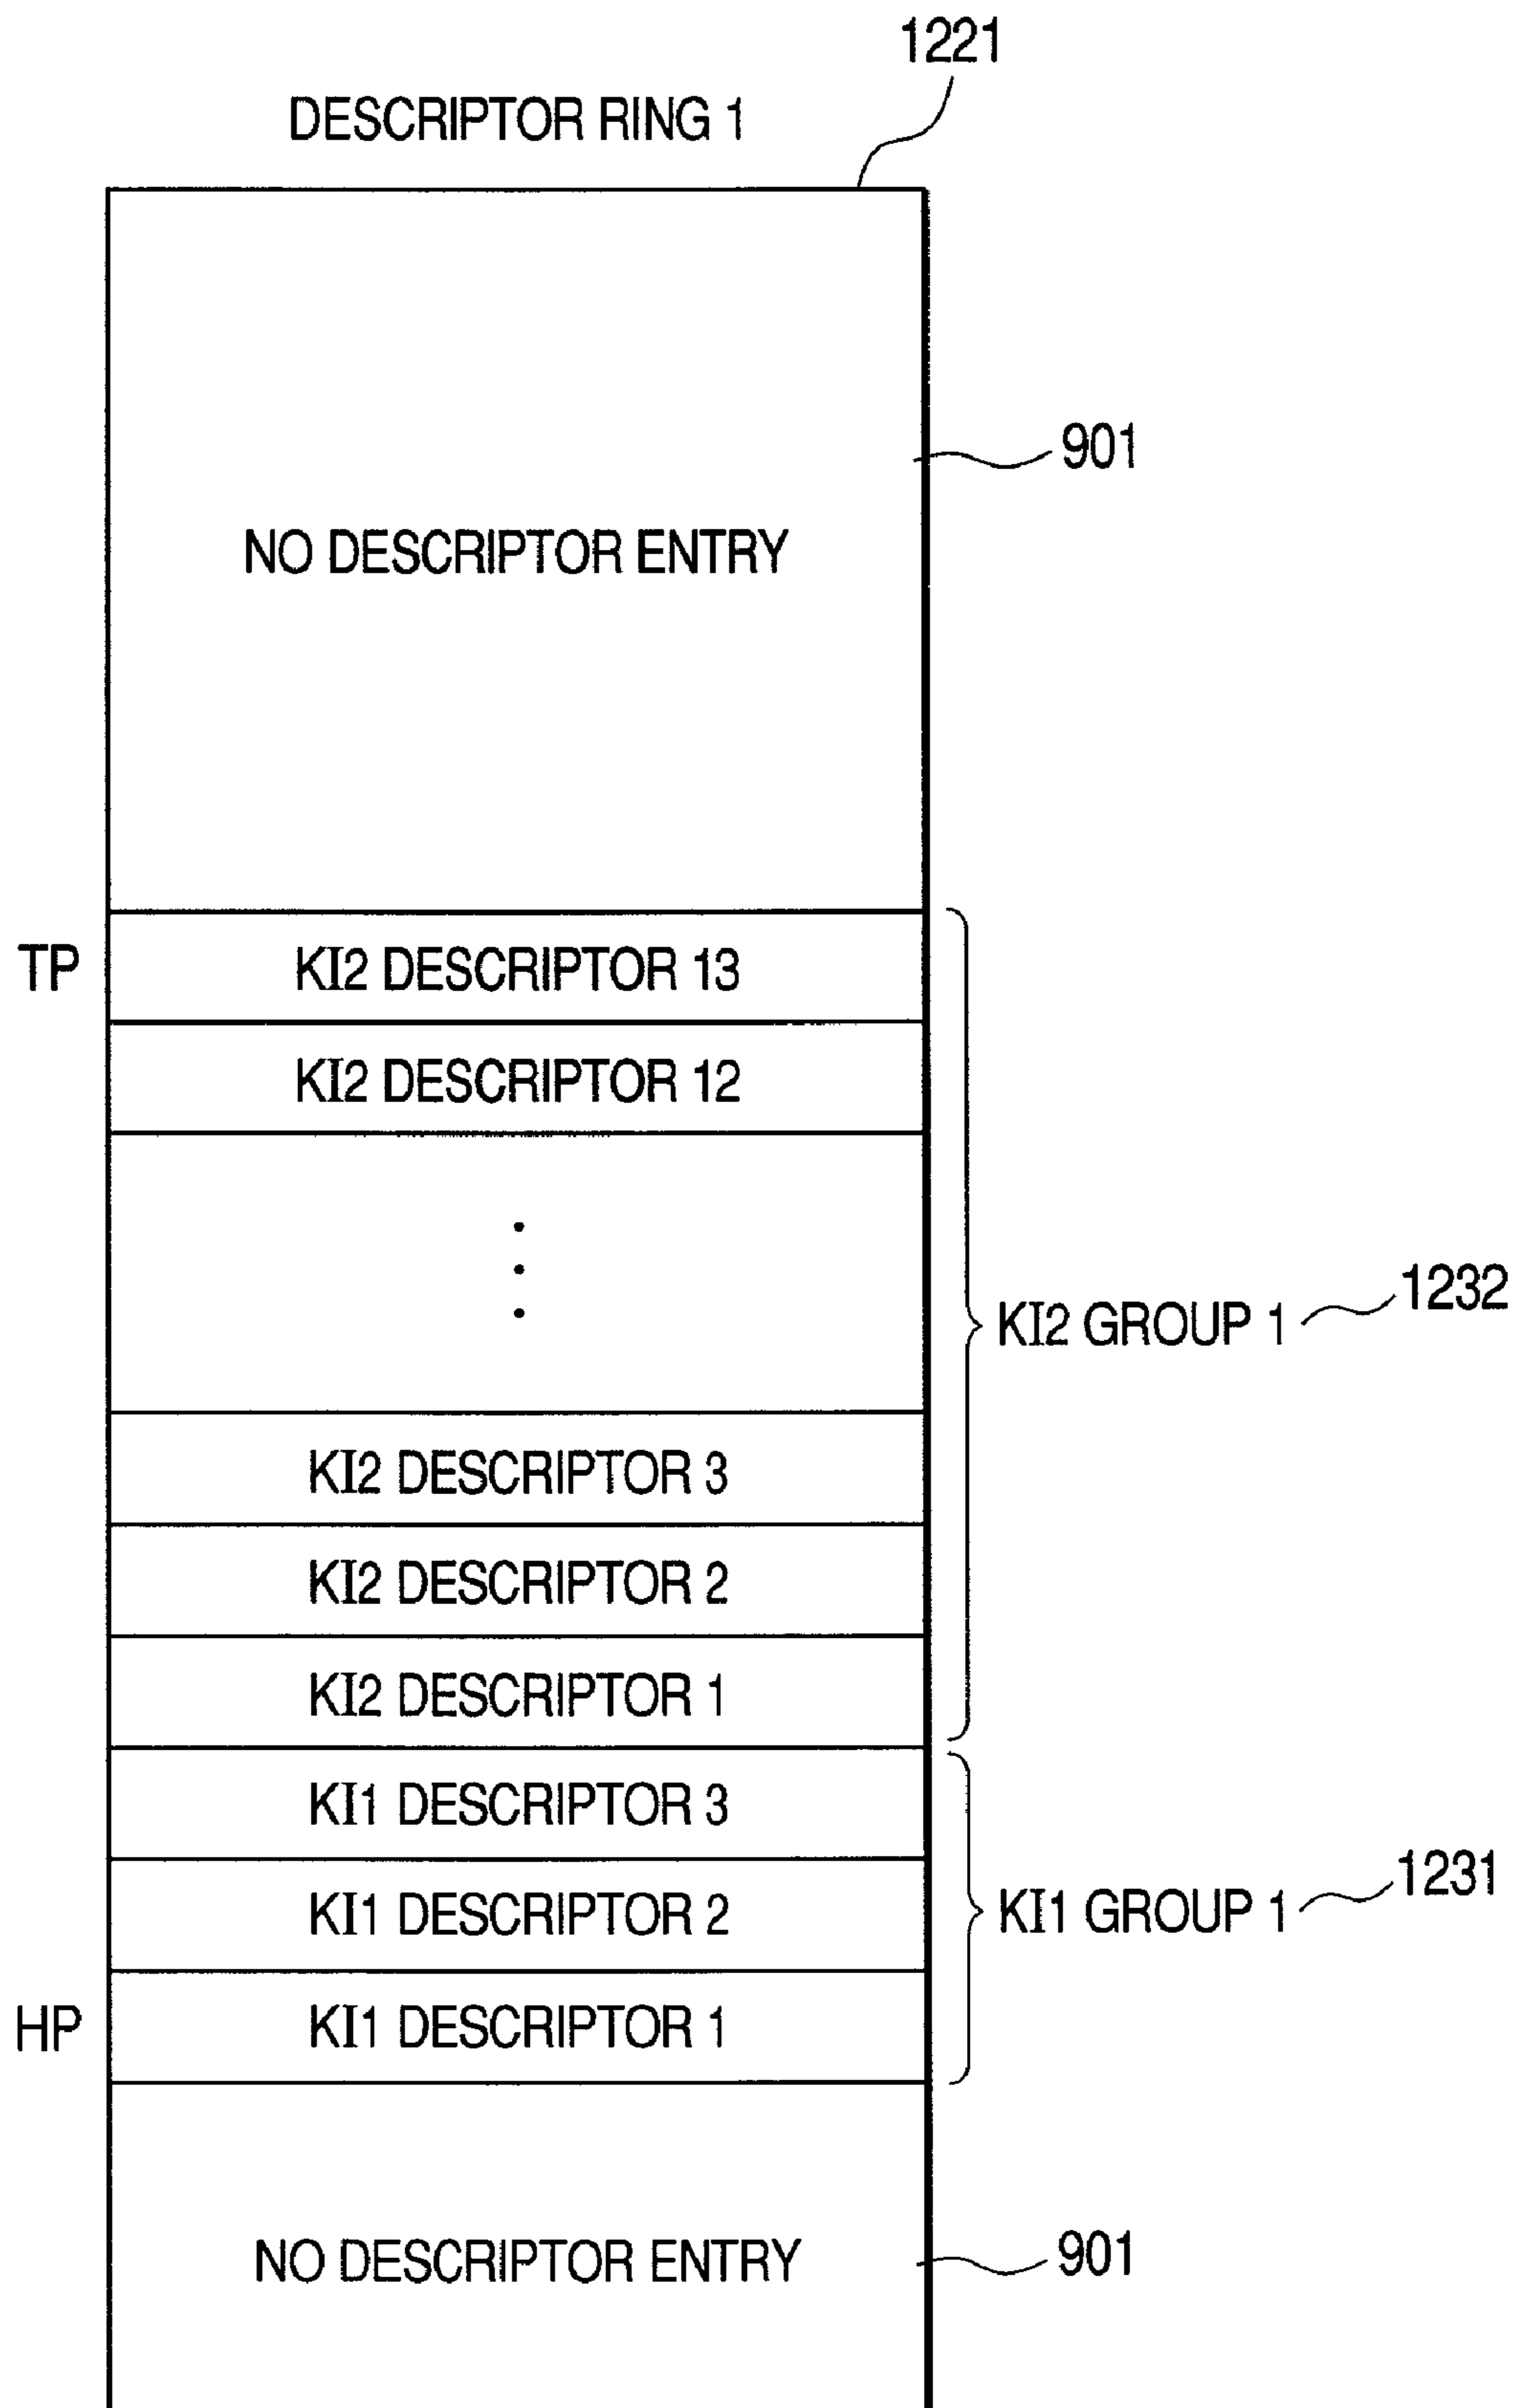 1221
DESCRIPTOR RING 1
901
NO DESCRIPTOR ENTRY
TP
KI2 DESCRIPTOR 13
KI2 DESCRIPTOR 12
KI2 GROUP 1
1232
KI2 DESCRIPTOR 3
KI2 DESCRIPTOR 2
KI2 DESCRIPTOR 1
KI1 DESCRIPTOR 3
KI1 DESCRIPTOR 2
KI1 GROUP 1
1231
HP
KI1 DESCRIPTOR 1
NO DESCRIPTOR ENTRY
901